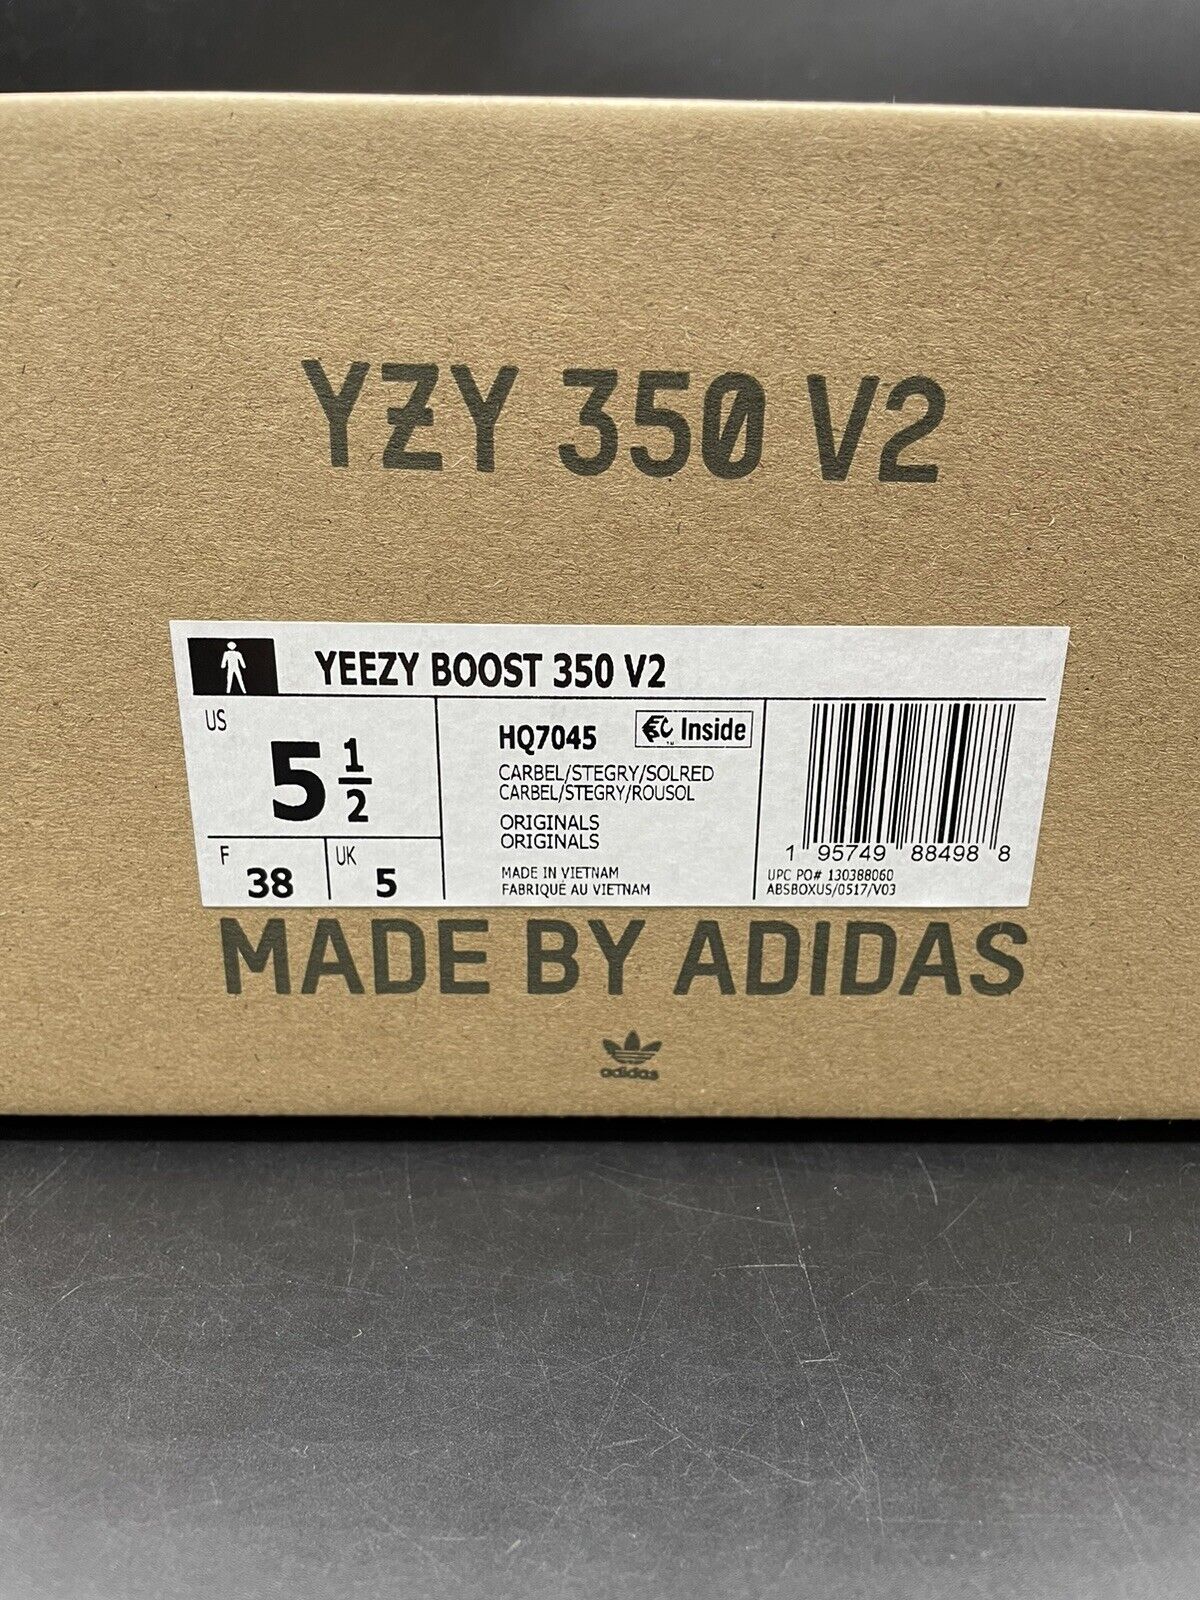 YZY 350 V2
YEEZY BOOST 350 V2
US
5 1/2
F
38
UK
5
HQ7045
Inside
CARBEL/STEGRY/SOLRED
CARBEL/STEGRY/ROUSOL
ORIGINALS
ORIGINALS
MADE IN VIETNAM
FABRIQUÉ AU VIETNAM
1 95749 88498 8
UPC PO# 130388060
ABSBOXUS/0517/V03
MADE BY ADIDAS
adidas